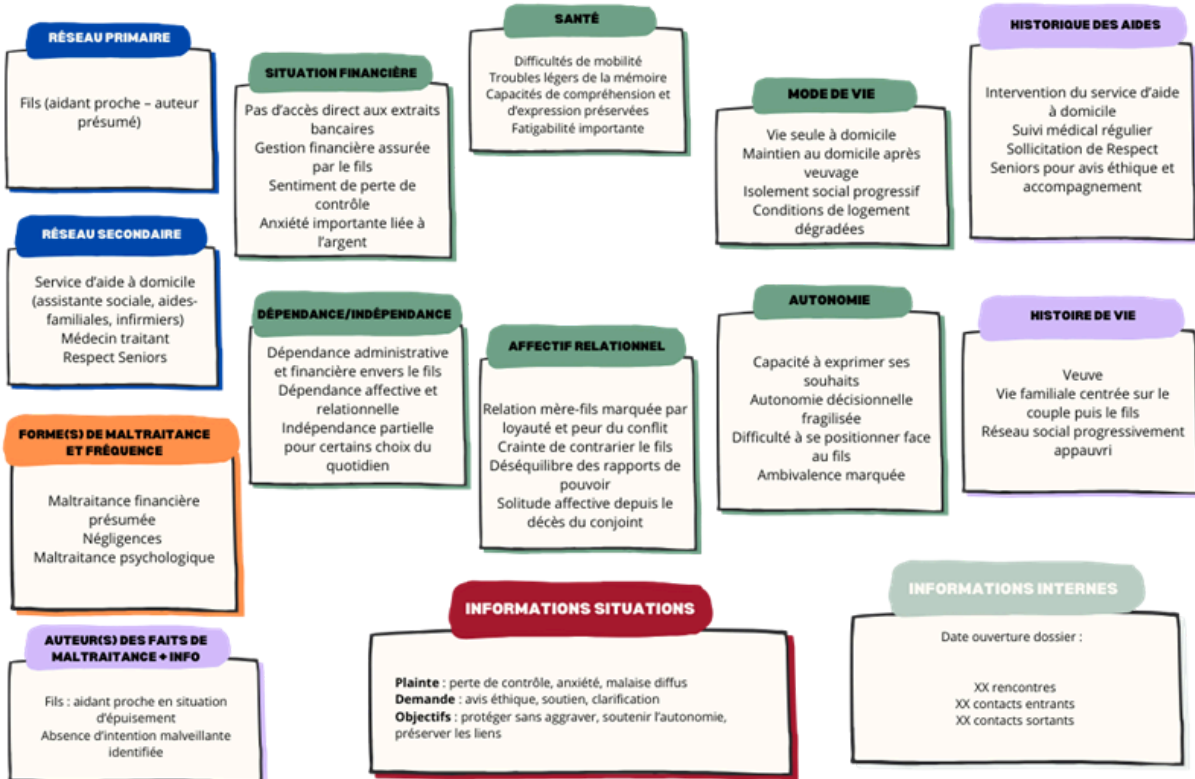 RÉSEAU PRIMAIRE
Fils (aidant proche – auteur
présumé)
RÉSEAU SECONDAIRE
Service d'aide à domicile
(assistante sociale, aides-
familiales, infirmiers)
Médecin traitant
Respect Seniors
FORME(S) DE MALTRAITANCE
ET FRÉQUENCE
Maltraitance financière
présumée
Négligences
Maltraitance psychologique
AUTEUR(S) DES FAITS DE
MALTRAITANCE + INFO
Fils : aidant proche en situation
d'épuisement
Absence d'intention malveillante
identifiée
SITUATION FINANCIÈRE
Pas d'accès direct aux extraits
bancaires
Gestion financière assurée
par le fils
Sentiment de perte de
contrôle
Anxiété importante liée à
l'argent
DÉPENDANCE/INDÉPENDANCE
Dépendance administrative
et financière envers le fils
Dépendance affective et
relationnelle
Indépendance partielle
pour certains choix du
quotidien
SANTÉ
Difficultés de mobilité
Troubles légers de la mémoire
Capacités de compréhension et
d'expression préservées
Fatigabilité importante
AFFECTIF RELATIONNEL
Relation mère-fils marquée par
loyauté et peur du conflit
Crainte de contrarier le fils
Déséquilibre des rapports de
pouvoir
Solitude affective depuis le
décès du conjoint
MODE DE VIE
Vie seule à domicile
Maintien au domicile après
veuvage
Isolement social progressif
Conditions de logement
dégradées
AUTONOMIE
Capacité à exprimer ses
souhaits
Autonomie décisionnelle
fragilisée
Difficulté à se positionner face
au fils
Ambivalence marquée
HISTORIQUE DES AIDES
Intervention du service d'aide
à domicile
Suivi médical régulier
Sollicitation de Respect
Seniors pour avis éthique et
accompagnement
HISTOIRE DE VIE
Veuve
Vie familiale centrée sur le
couple puis le fils
Réseau social progressivement
appauvri
INFORMATIONS SITUATIONS
Plainte : perte de contrôle, anxiété, malaise diffus
Demande : avis éthique, soutien, clarification
Objectifs : protéger sans aggraver, soutenir l'autonomie,
préserver les liens
INFORMATIONS INTERNES
Date ouverture dossier :
XX rencontres
XX contacts entrants
XX contacts sortants